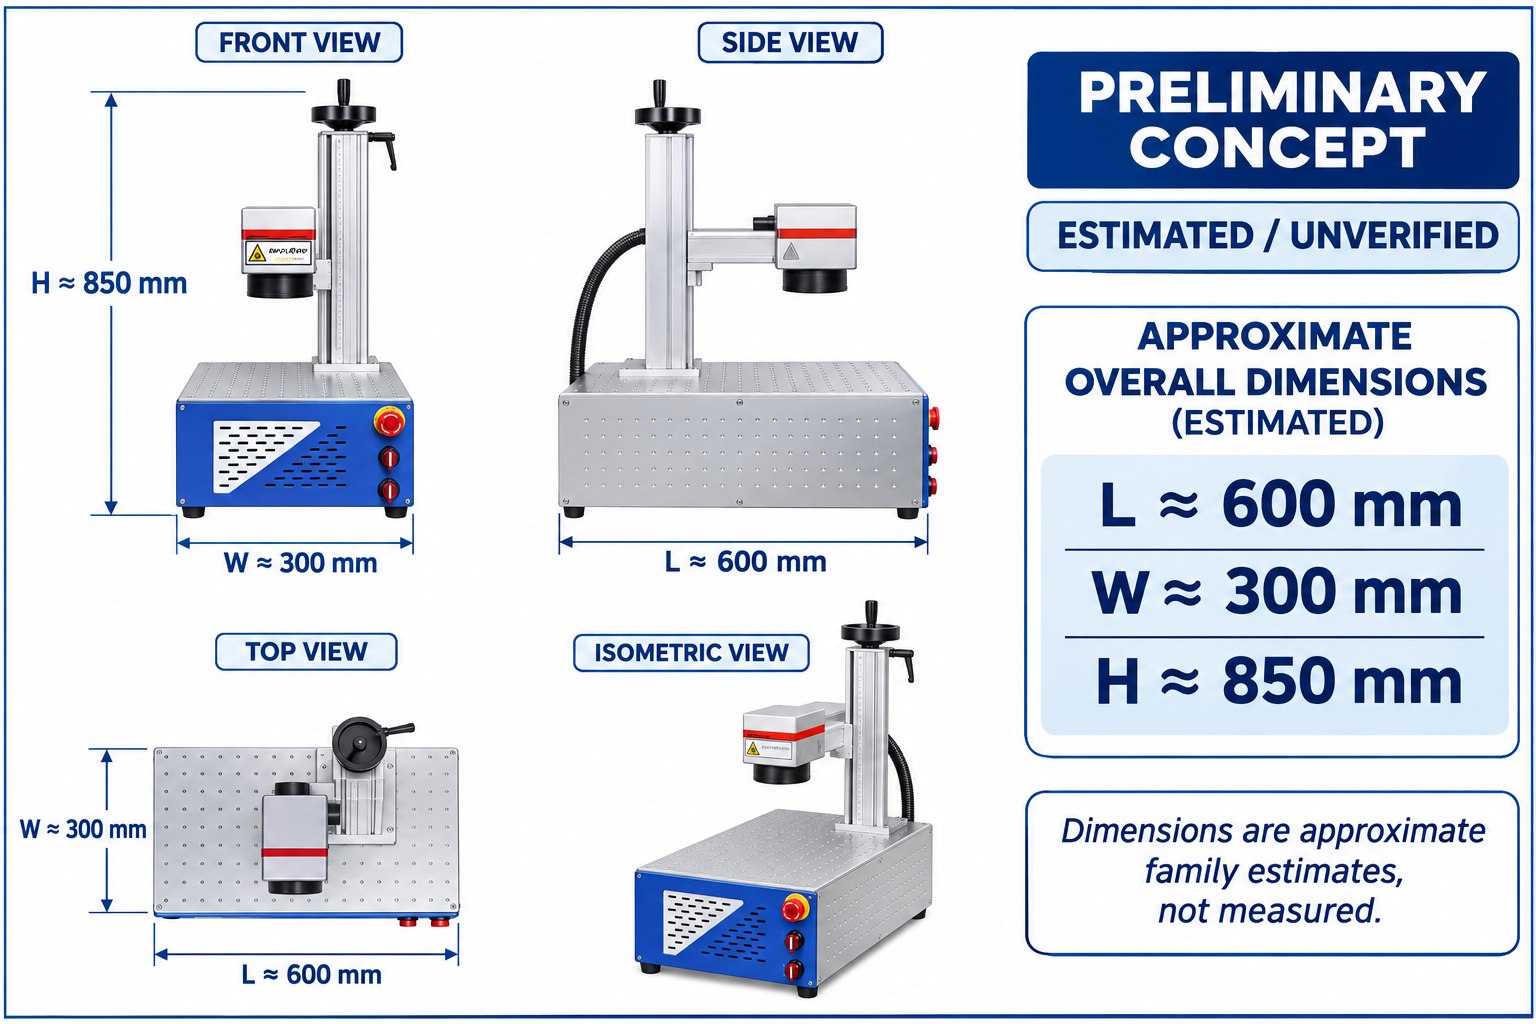 FRONT VIEW
SIDE VIEW
H ≈ 850 mm
W ≈ 300 mm
L ≈ 600 mm
TOP VIEW
ISOMETRIC VIEW
W ≈ 300 mm
L ≈ 600 mm
PRELIMINARY
CONCEPT
ESTIMATED / UNVERIFIED
APPROXIMATE
OVERALL DIMENSIONS
(ESTIMATED)
L ≈ 600 mm
W ≈ 300 mm
H ≈ 850 mm
Dimensions are approximate
family estimates,
not measured.